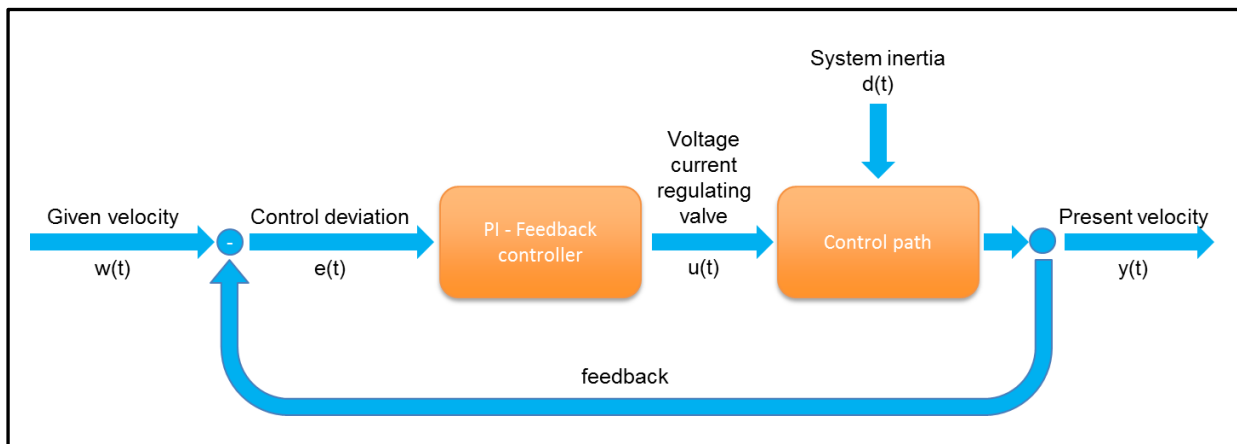 System inertia
d(t)
Voltage
current
regulating
valve
Given velocity
-
Control deviation
PI - Feedback
controller
Control path
Present velocity
w(t)
e(t)
u(t)
y(t)
feedback